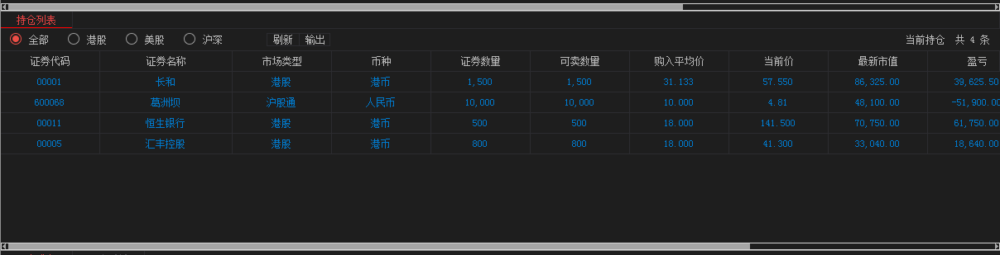 持仓列表
全部 港股 美股 沪深 刷新 输出 当前持仓 共 4 条
证券代码 证券名称 市场类型 币种 证券数量 可卖数量 购入平均价 当前价 最新市值 盈亏
00001 长和 港股 港币 1,500 1,500 31.133 57.550 86,325.00 39,625.50
600068 葛洲坝 沪股通 人民币 10,000 10,000 10.000 4.81 48,100.00 -51,900.00
00011 恒生银行 港股 港币 500 500 18.000 141.500 70,750.00 61,750.00
00005 汇丰控股 港股 港币 800 800 18.000 41.300 33,040.00 18,640.00